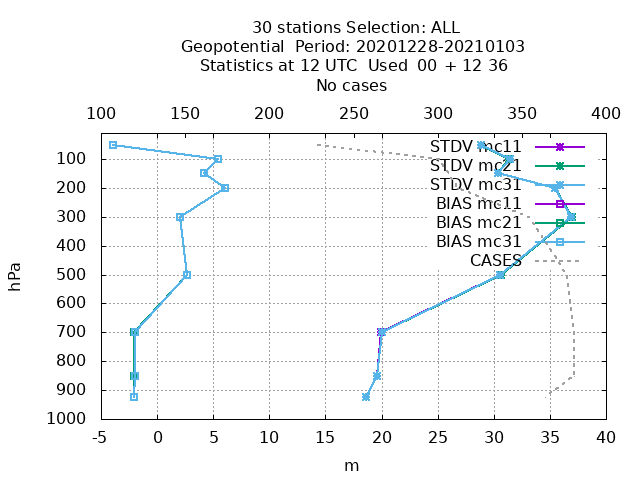 30 stations Selection: ALL
Geopotential  Period: 20201228-20210103
Statistics at 12 UTC  Used  00 + 12 36
No cases
100 150 200 250 300 350 400
STDV mc11
100
STDV mc21
STDV mc31
200
BIAS mc11
300
BIAS mc21
BIAS mc31
400
CASES
500
hPa
600
700
800
900
1000
-5 0 5 10 15 20 25 30 35 40
m